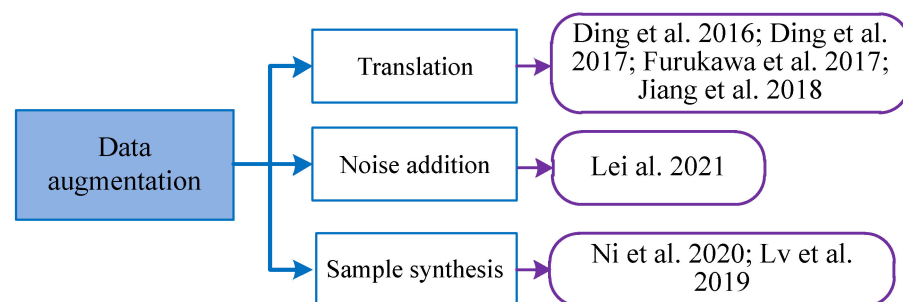 Data
augmentation
Translation
Ding et al. 2016; Ding et al.
2017; Furukawa et al. 2017;
Jiang et al. 2018
Noise addition
Lei al. 2021
Sample synthesis
Ni et al. 2020; Lv et al.
2019